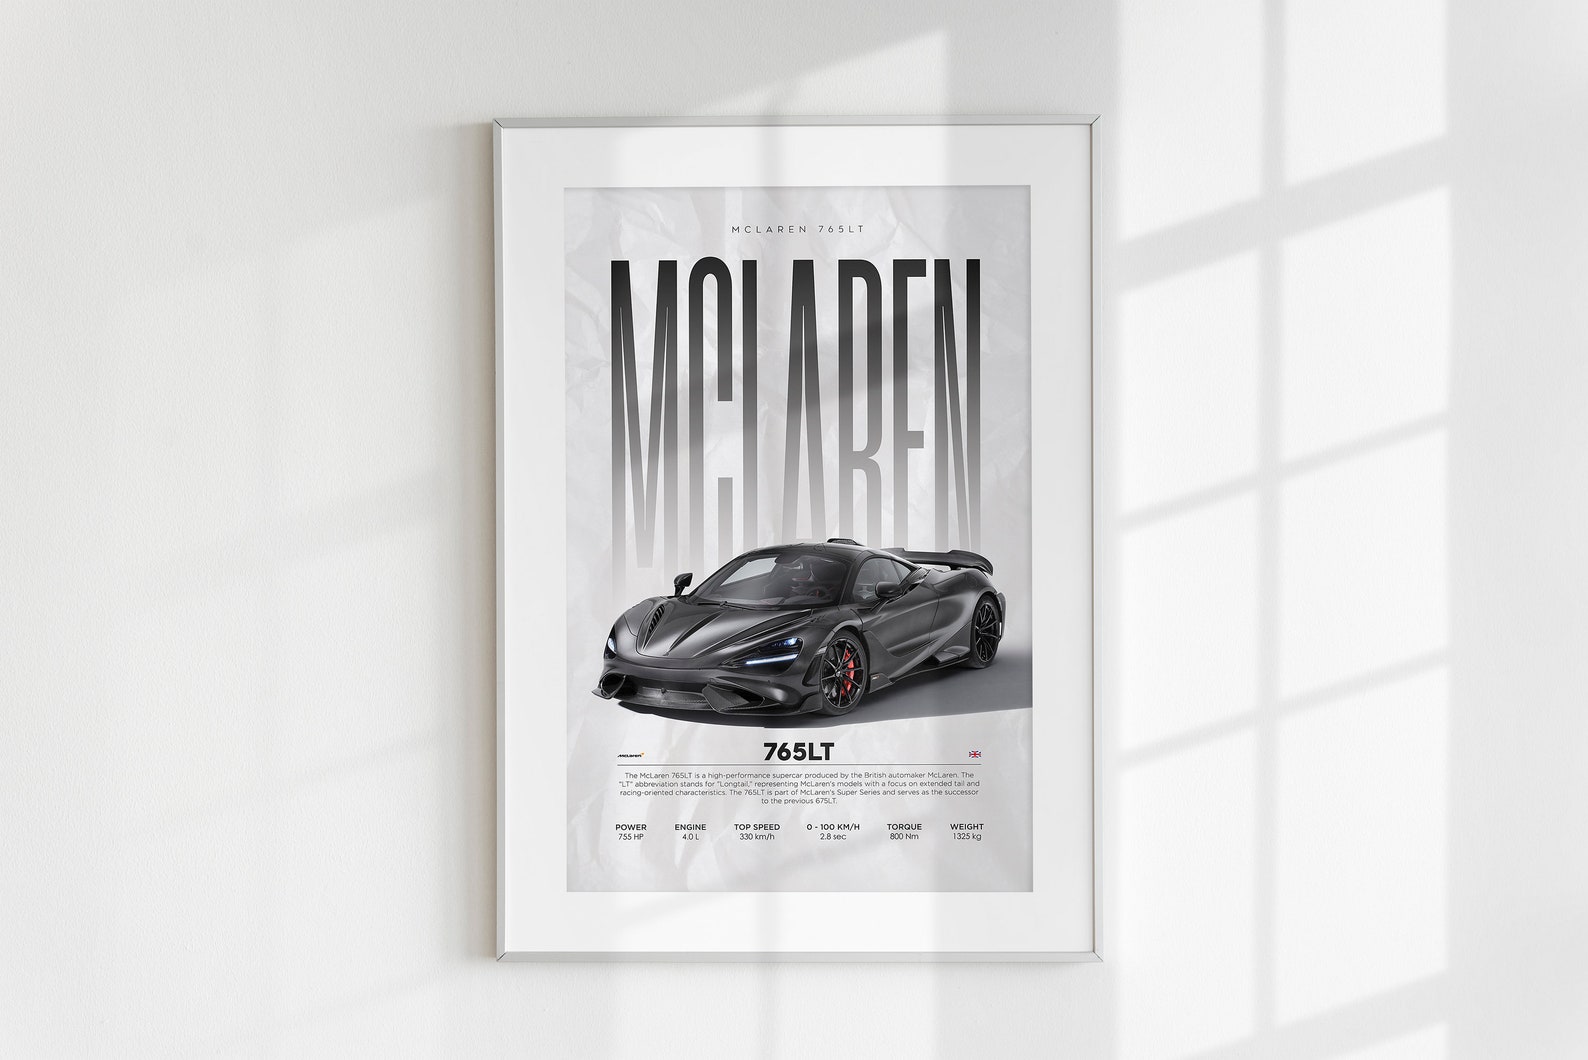 MCLAREN 765LT
MCLAREN
McLaren
765LT
The McLaren 765LT is a high-performance supercar produced by the British automaker McLaren. The
"LT" abbreviation stands for "Longtail," representing McLaren's models with a focus on extended tail and
racing-oriented characteristics. The 765LT is part of McLaren's Super Series and serves as the successor
to the previous 675LT.
POWER ENGINE TOP SPEED 0 - 100 KM/H TORQUE WEIGHT
755 HP 4.0 L 330 km/h 2.8 sec 800 Nm 1325 kg